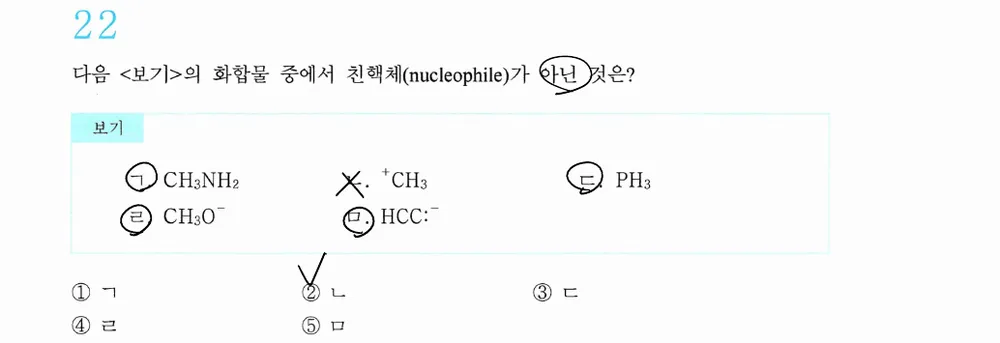 22
다음 <보기>의 화합물 중에서 친핵체(nucleophile)가 아닌 것은?
보기
ㄱ. CH₃NH₂ ㄴ. ⁺CH₃ ㄷ. PH₃
ㄹ. CH₃O⁻ ㅁ. HCC:⁻
① ㄱ ② ㄴ ③ ㄷ
④ ㄹ ⑤ ㅁ